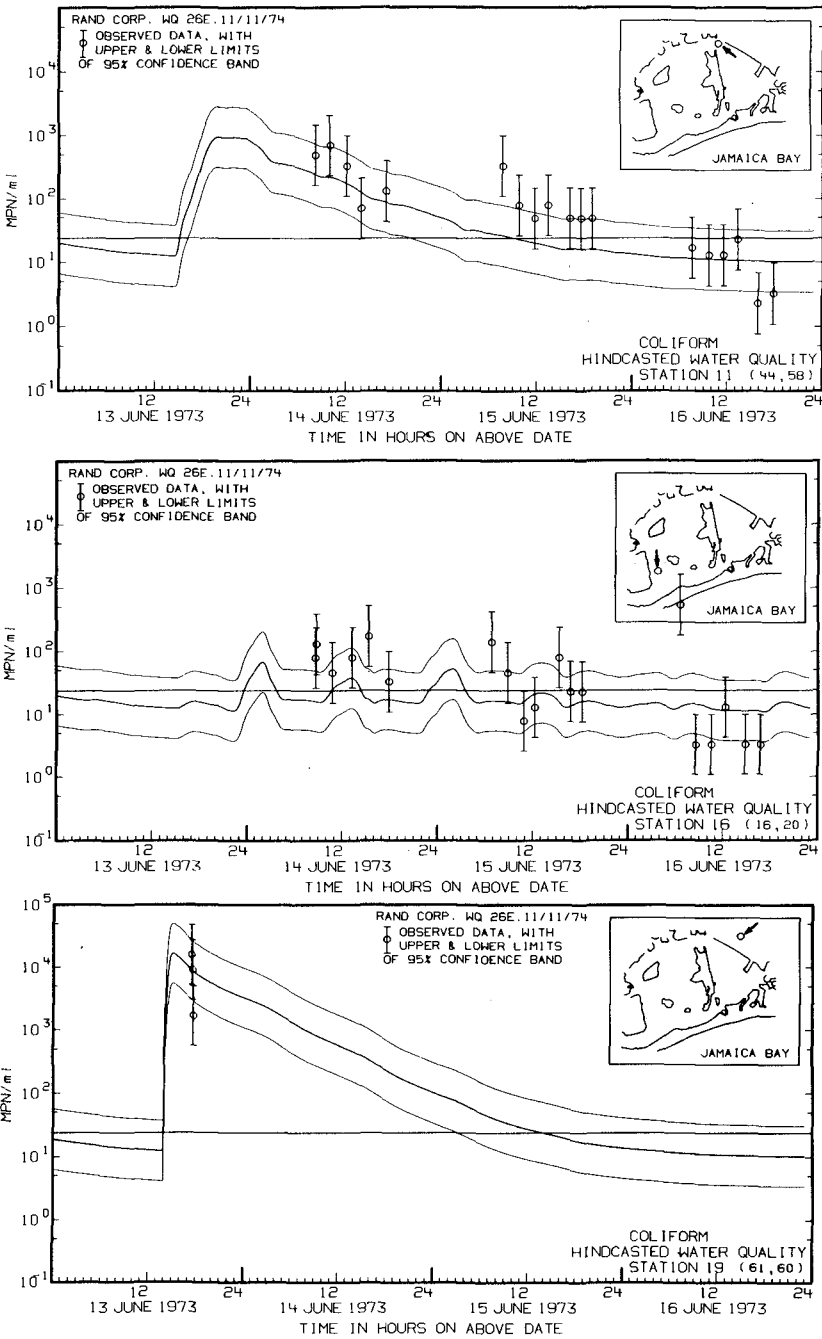 RAND CORP. WQ 26E.11/11/74
OBSERVED DATA, WITH
UPPER & LOWER LIMITS
OF 95% CONFIDENCE BAND
JAMAICA BAY
MPN/ml
10^4
10^3
10^2
10^1
10^0
10^-1
COLIFORM
HINDCASTED WATER QUALITY
STATION 11 (44,58)
12 24 12 24 12 24 12 24
13 JUNE 1973 14 JUNE 1973 15 JUNE 1973 16 JUNE 1973
TIME IN HOURS ON ABOVE DATE
RAND CORP. WQ 26E.11/11/74
OBSERVED DATA, WITH
UPPER & LOWER LIMITS
OF 95% CONFIDENCE BAND
JAMAICA BAY
MPN/ml
10^4
10^3
10^2
10^1
10^0
10^-1
COLIFORM
HINDCASTED WATER QUALITY
STATION 16 (16,20)
12 24 12 24 12 24 12 24
13 JUNE 1973 14 JUNE 1973 15 JUNE 1973 16 JUNE 1973
TIME IN HOURS ON ABOVE DATE
RAND CORP. WQ 26E.11/11/74
OBSERVED DATA, WITH
UPPER & LOWER LIMITS
OF 95% CONFIDENCE BAND
JAMAICA BAY
MPN/ml
10^5
10^4
10^3
10^2
10^1
10^0
10^-1
COLIFORM
HINDCASTED WATER QUALITY
STATION 19 (61,60)
12 24 12 24 12 24 12 24
13 JUNE 1973 14 JUNE 1973 15 JUNE 1973 16 JUNE 1973
TIME IN HOURS ON ABOVE DATE